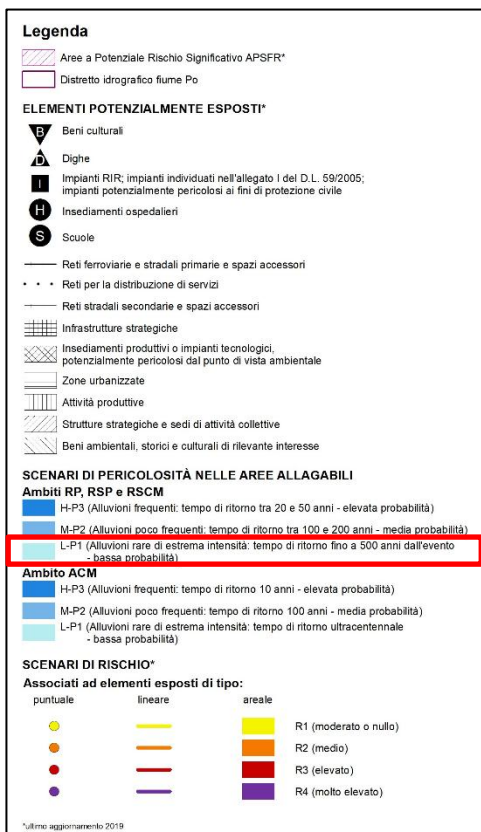 Legenda
Aree a Potenziale Rischio Significativo APSFR*
Distretto idrografico fiume Po
ELEMENTI POTENZIALMENTE ESPOSTI*
B Beni culturali
D Dighe
I Impianti RIR; impianti individuati nell'allegato I del D.L. 59/2005;
impianti potenzialmente pericolosi ai fini di protezione civile
H Insediamenti ospedalieri
S Scuole
Reti ferroviarie e stradali primarie e spazi accessori
Reti per la distribuzione di servizi
Reti stradali secondarie e spazi accessori
Infrastrutture strategiche
Insediamenti produttivi o impianti tecnologici,
potenzialmente pericolosi dal punto di vista ambientale
Zone urbanizzate
Attività produttive
Strutture strategiche e sedi di attività collettive
Beni ambientali, storici e culturali di rilevante interesse
SCENARI DI PERICOLOSITÀ NELLE AREE ALLAGABILI
Ambiti RP, RSP e RSCM
H-P3 (Alluvioni frequenti: tempo di ritorno tra 20 e 50 anni - elevata probabilità)
M-P2 (Alluvioni poco frequenti: tempo di ritorno tra 100 e 200 anni - media probabilità)
L-P1 (Alluvioni rare di estrema intensità: tempo di ritorno fino a 500 anni dall'evento
- bassa probabilità)
Ambito ACM
H-P3 (Alluvioni frequenti: tempo di ritorno 10 anni - elevata probabilità)
M-P2 (Alluvioni poco frequenti: tempo di ritorno 100 anni - media probabilità)
L-P1 (Alluvioni rare di estrema intensità: tempo di ritorno ultracentennale
- bassa probabilità)
SCENARI DI RISCHIO*
Associati ad elementi esposti di tipo:
puntuale lineare areale
R1 (moderato o nullo)
R2 (medio)
R3 (elevato)
R4 (molto elevato)
*ultimo aggiornamento 2019